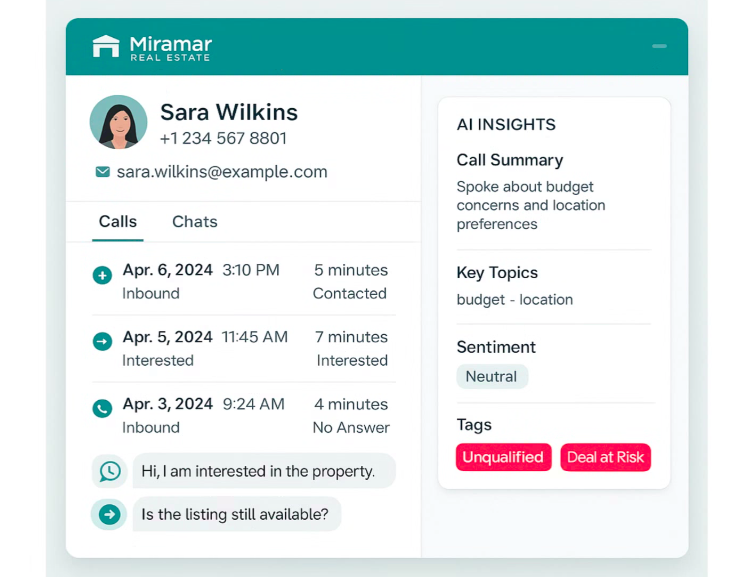 Miramar
REAL ESTATE
Sara Wilkins
+1 234 567 8801
sara.wilkins@example.com
Calls Chats
Apr. 6, 2024 3:10 PM 5 minutes
Inbound Contacted
Apr. 5, 2024 11:45 AM 7 minutes
Interested Interested
Apr. 3, 2024 9:24 AM 4 minutes
Inbound No Answer
Hi, I am interested in the property.
Is the listing still available?
AI INSIGHTS
Call Summary
Spoke about budget
concerns and location
preferences
Key Topics
budget - location
Sentiment
Neutral
Tags
Unqualified Deal at Risk